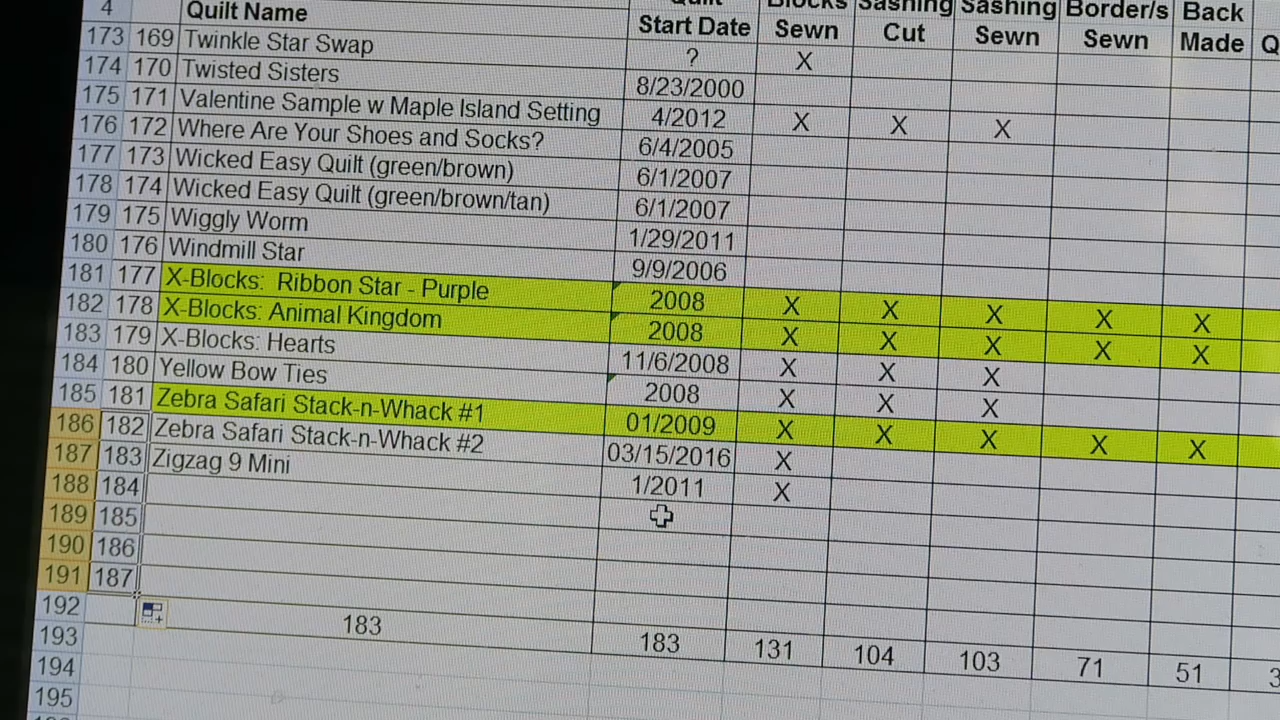 4 Quilt Name Quilt Start Date Blocks Sewn Sashing Cut Sashing Sewn Border/s Sewn Back Made
173 169 Twinkle Star Swap ? X
174 170 Twisted Sisters 8/23/2000
175 171 Valentine Sample w Maple Island Setting 4/2012 X X X
176 172 Where Are Your Shoes and Socks? 6/4/2005
177 173 Wicked Easy Quilt (green/brown) 6/1/2007
178 174 Wicked Easy Quilt (green/brown/tan) 6/1/2007
179 175 Wiggly Worm 1/29/2011
180 176 Windmill Star 9/9/2006
181 177 X-Blocks: Ribbon Star - Purple 2008 X X X X X
182 178 X-Blocks: Animal Kingdom 2008 X X X X X
183 179 X-Blocks: Hearts 11/6/2008 X X X
184 180 Yellow Bow Ties 2008 X X X
185 181 Zebra Safari Stack-n-Whack #1 01/2009 X X X X X
186 182 Zebra Safari Stack-n-Whack #2 03/15/2016 X
187 183 Zigzag 9 Mini 1/2011 X
188 184
189 185
190 186
191 187
192 183 183 131 104 103 71 51
193
194
195